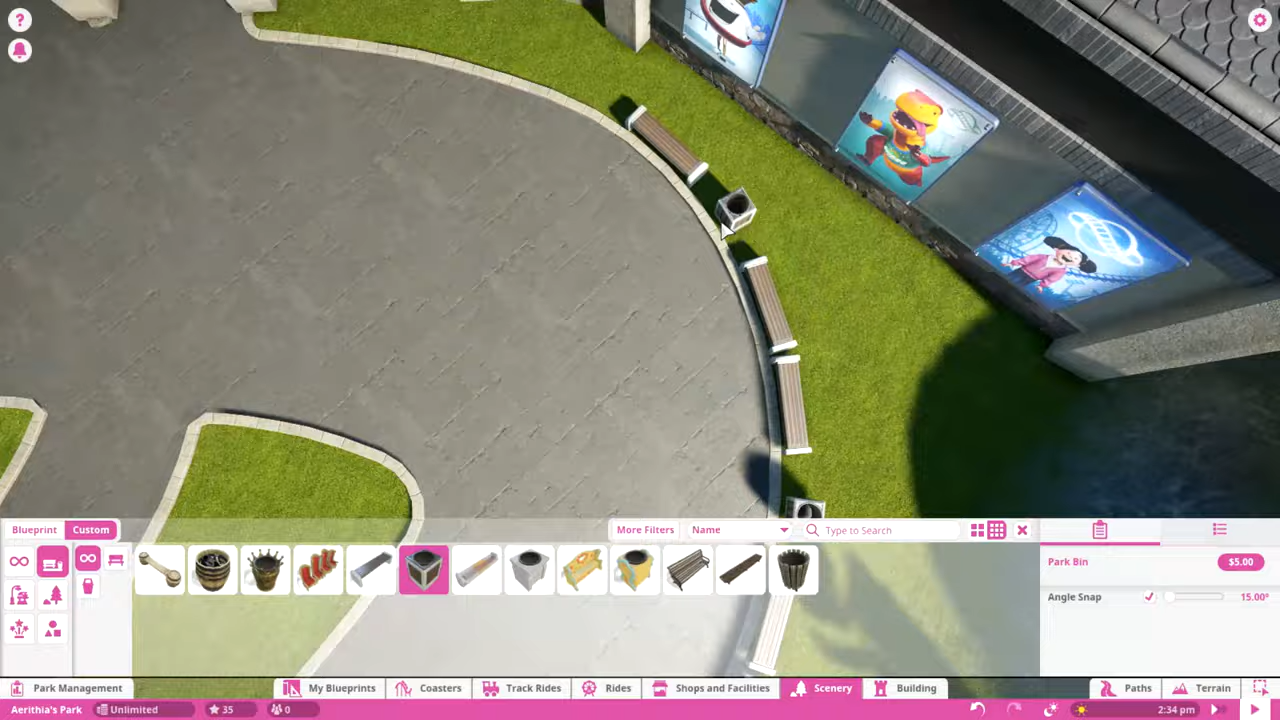 ?
Blueprint
Custom
More Filters
Name
Type to Search
Park Bin
$5.00
Angle Snap
15.00°
Park Management
My Blueprints
Coasters
Track Rides
Rides
Shops and Facilities
Scenery
Building
Paths
Terrain
Aerithia's Park
Unlimited
35
0
2:34 pm